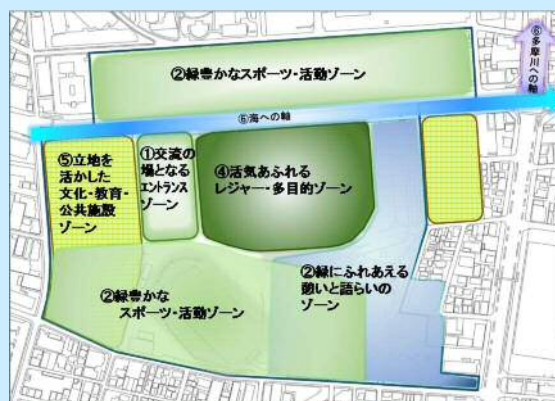 ②緑豊かなスポーツ・活動ゾーン
⑥多摩川への軸
⑥海への軸
⑤立地を
活かした
文化・教育・
公共施設
ゾーン
①交流の
場となる
エントランス
ゾーン
④活気あふれる
レジャー・多目的ゾーン
②緑豊かな
スポーツ・活動ゾーン
②緑にふれあえる
憩いと語らいの
ゾーン